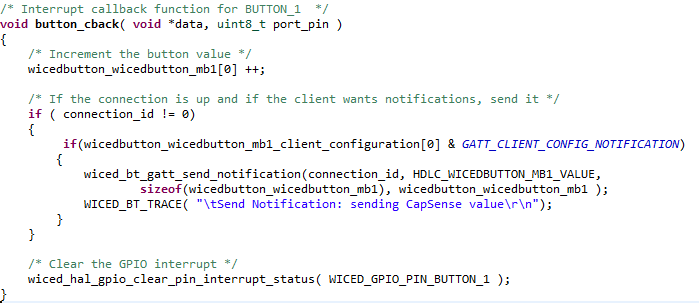 /* Interrupt callback function for BUTTON_1  */
void button_cback( void *data, uint8_t port_pin )
{
    /* Increment the button value */
    wicedbutton_wicedbutton_mb1[0] ++;

    /* If the connection is up and if the client wants notifications, send it */
    if ( connection_id != 0)
    {
         if(wicedbutton_wicedbutton_mb1_client_configuration[0] & GATT_CLIENT_CONFIG_NOTIFICATION)
        {
            wiced_bt_gatt_send_notification(connection_id, HDLC_WICEDBUTTON_MB1_VALUE,
                    sizeof(wicedbutton_wicedbutton_mb1), wicedbutton_wicedbutton_mb1 );
            WICED_BT_TRACE( "\tSend Notification: sending CapSense value\r\n");
        }
    }

    /* Clear the GPIO interrupt */
    wiced_hal_gpio_clear_pin_interrupt_status( WICED_GPIO_PIN_BUTTON_1 );
}